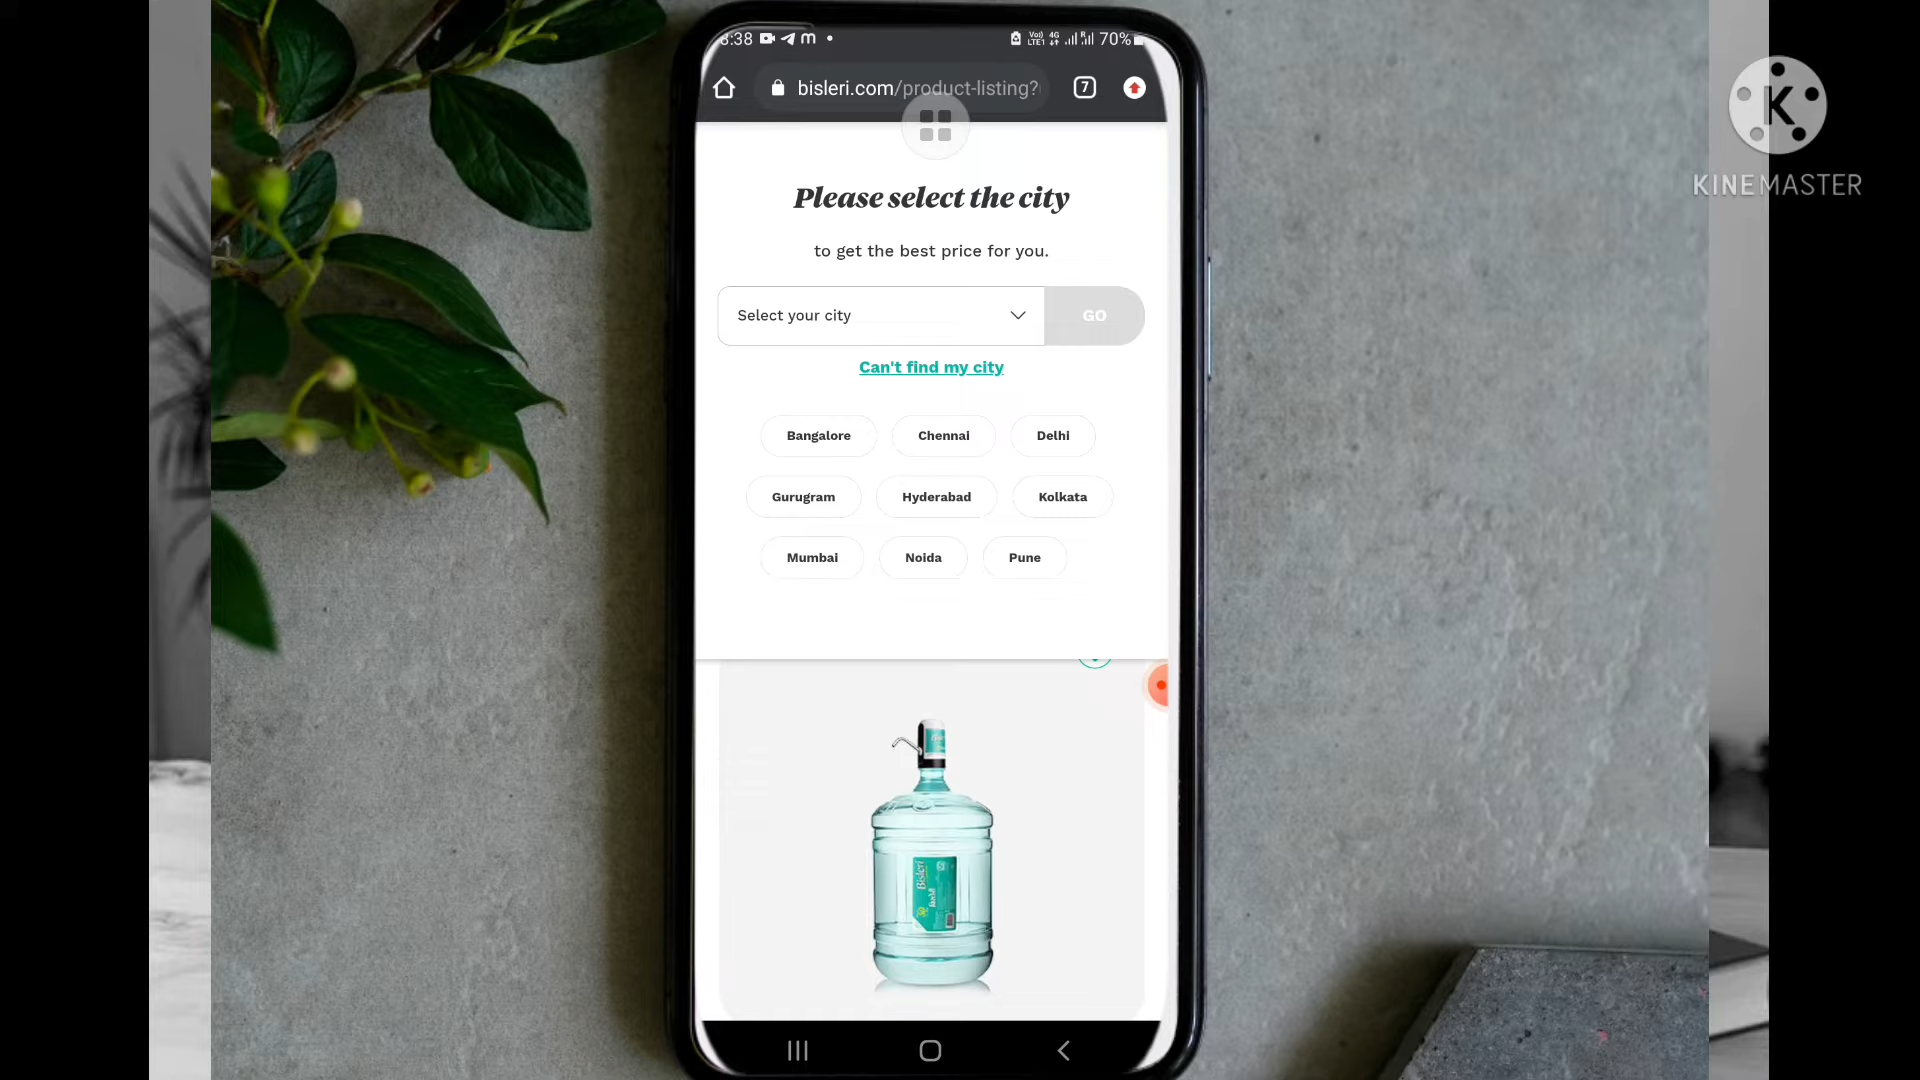 8:38 m 70%
bisleri.com/product-listing? 7
K
KINEMASTER
Please select the city
to get the best price for you.
Select your city GO
Can't find my city
Bangalore Chennai Delhi
Gurugram Hyderabad Kolkata
Mumbai Noida Pune
Bisleri